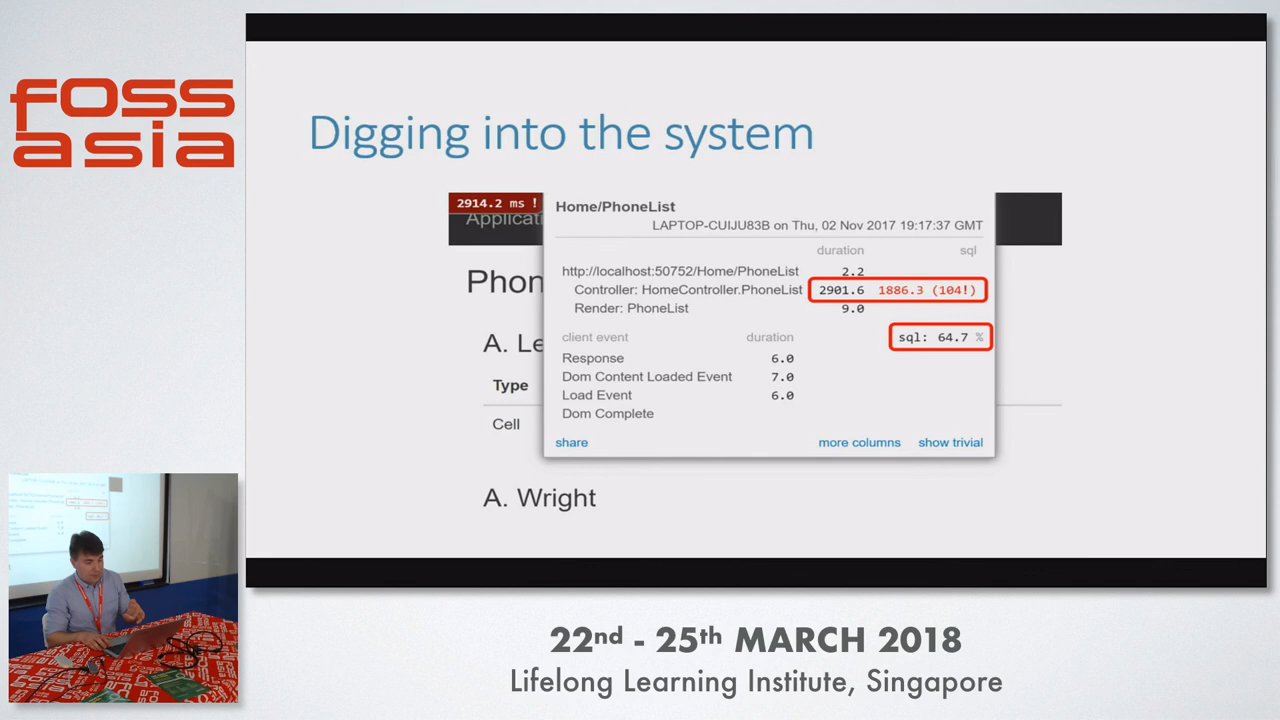 foss
asia
Digging into the system
2914.2 ms !
Applicat
Home/PhoneList
LAPTOP-CUIJU83B on Thu, 02 Nov 2017 19:17:37 GMT
duration sql
http://localhost:50752/Home/PhoneList 2.2
Controller: HomeController.PhoneList 2901.6 1886.3 (104!)
Render: PhoneList 9.0
client event duration sql: 64.7 %
Response 6.0
Dom Content Loaded Event 7.0
Load Event 6.0
Dom Complete
share more columns show trivial
Phon
A. Le
Type
Cell
A. Wright
22nd - 25th MARCH 2018
Lifelong Learning Institute, Singapore